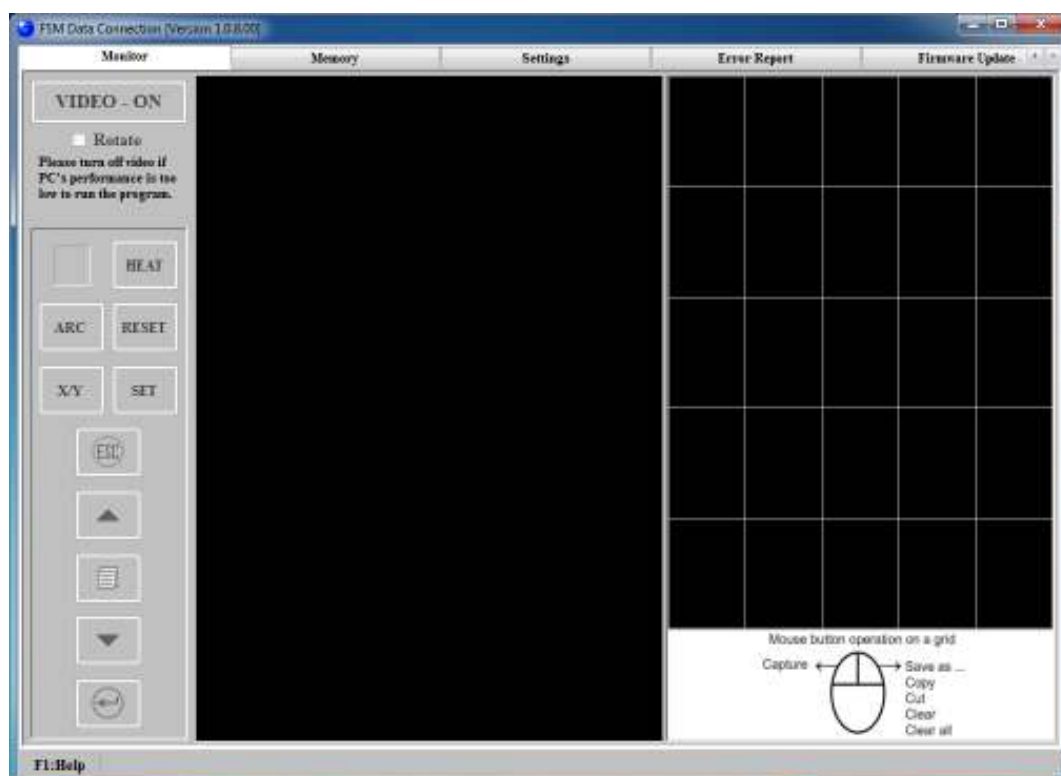 FSM Data Connection [Version 1.0.8.00]
Monitor Memory Settings Error Report Firmware Update
VIDEO - ON
Rotate
Please turn off video if
PC's performance is too
low to run the program.
HEAT
ARC RESET
X/Y SET
ESC
Mouse button operation on a grid
Capture
Save as ...
Copy
Cut
Clear
Clear all
F1:Help